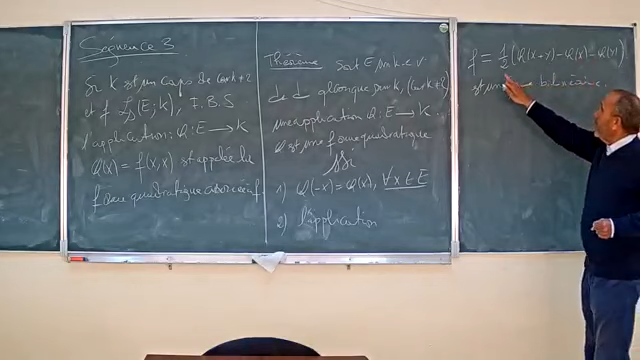 Séquence 3
Si K est un corps de car K ≠ 2
et f ∈ L₂(E; K), F.B.S
l'application : Q : E → K
Q(x) = f(x,x) est appelée la
forme quadratique associée à f
Théorème Soit E, un k.e.v
de d quelconque sur K, (car K ≠ 2)
une application Q : E → K
Q est une forme quadratique
ssi
1) Q(-x) = Q(x), ∀x ∈ E
2) l'application
f = 1/2 (Q(x+y) - Q(x) - Q(y))
est une bilinéaire.